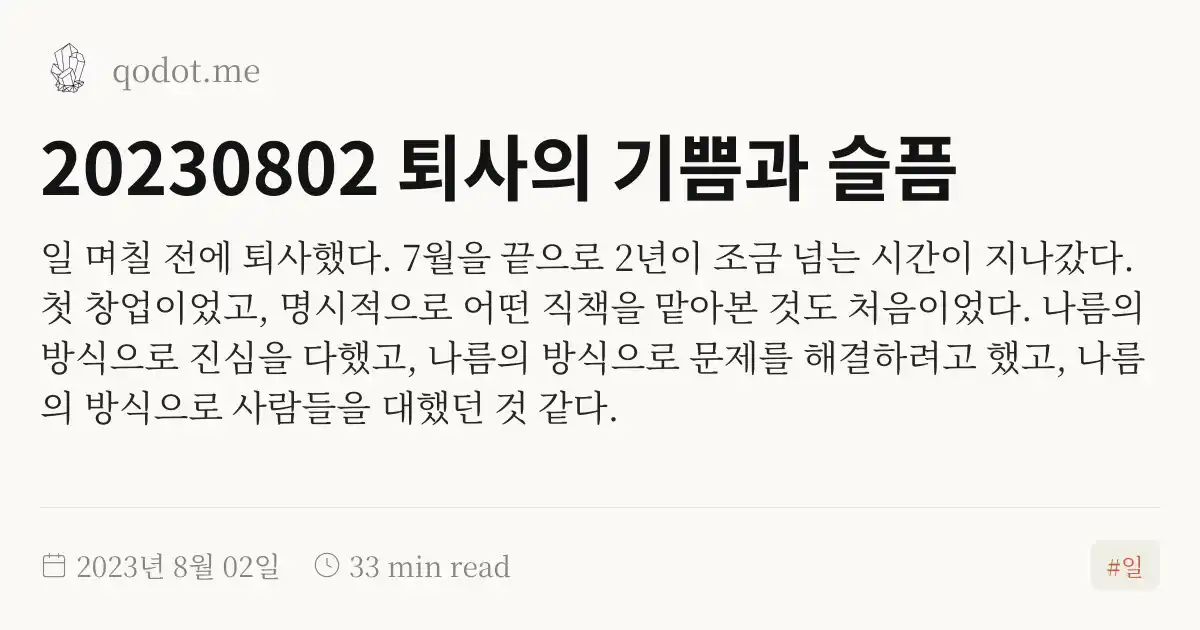 qodot.me
20230802 퇴사의 기쁨과 슬픔
일 며칠 전에 퇴사했다. 7월을 끝으로 2년이 조금 넘는 시간이 지나갔다.
첫 창업이었고, 명시적으로 어떤 직책을 맡아본 것도 처음이었다. 나름의
방식으로 진심을 다했고, 나름의 방식으로 문제를 해결하려고 했고, 나름
의 방식으로 사람들을 대했던 것 같다.
2023년 8월 02일 33 min read
#일